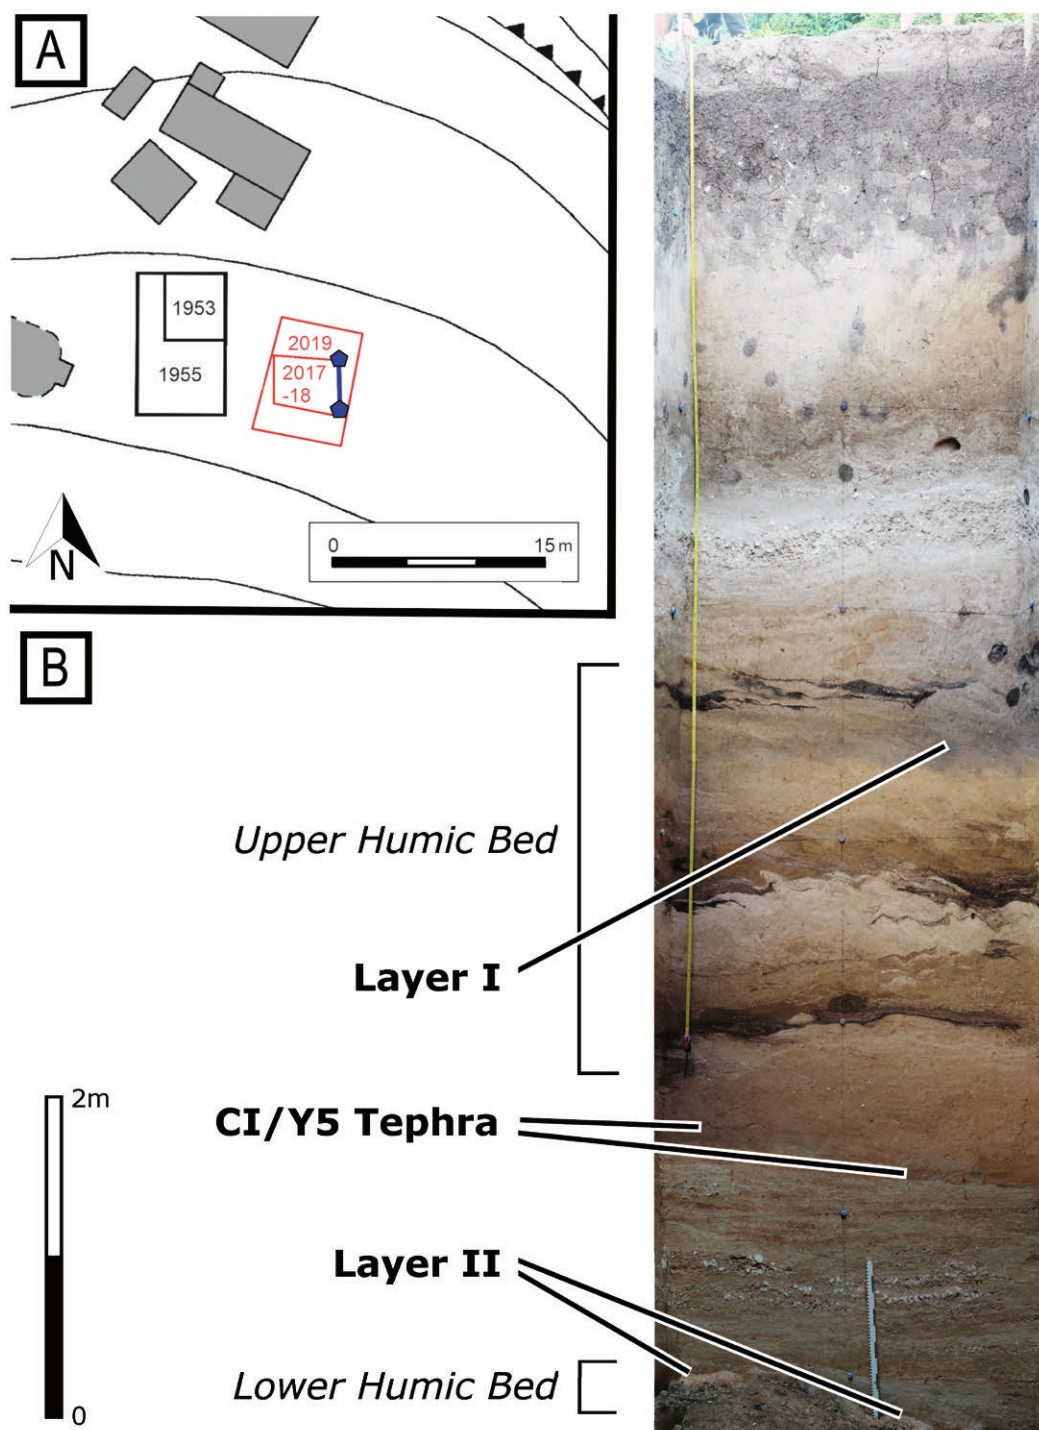 A
1953
1955
2019
2017
-18
N
0 15 m
B
Upper Humic Bed
Layer I
2m
CI/Y5 Tephra
Layer II
Lower Humic Bed
0